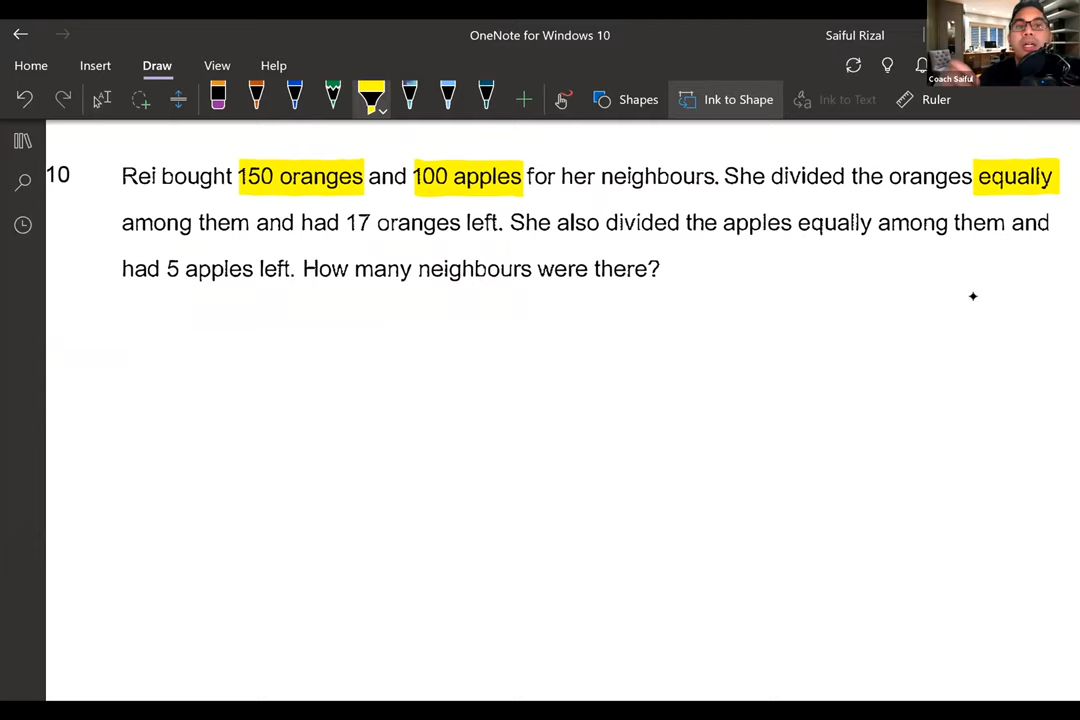 OneNote for Windows 10
Saiful Rizal
Coach Saiful
Home Insert Draw View Help
Shapes Ink to Shape Ink to Text Ruler
10 Rei bought 150 oranges and 100 apples for her neighbours. She divided the oranges equally
among them and had 17 oranges left. She also divided the apples equally among them and
had 5 apples left. How many neighbours were there?